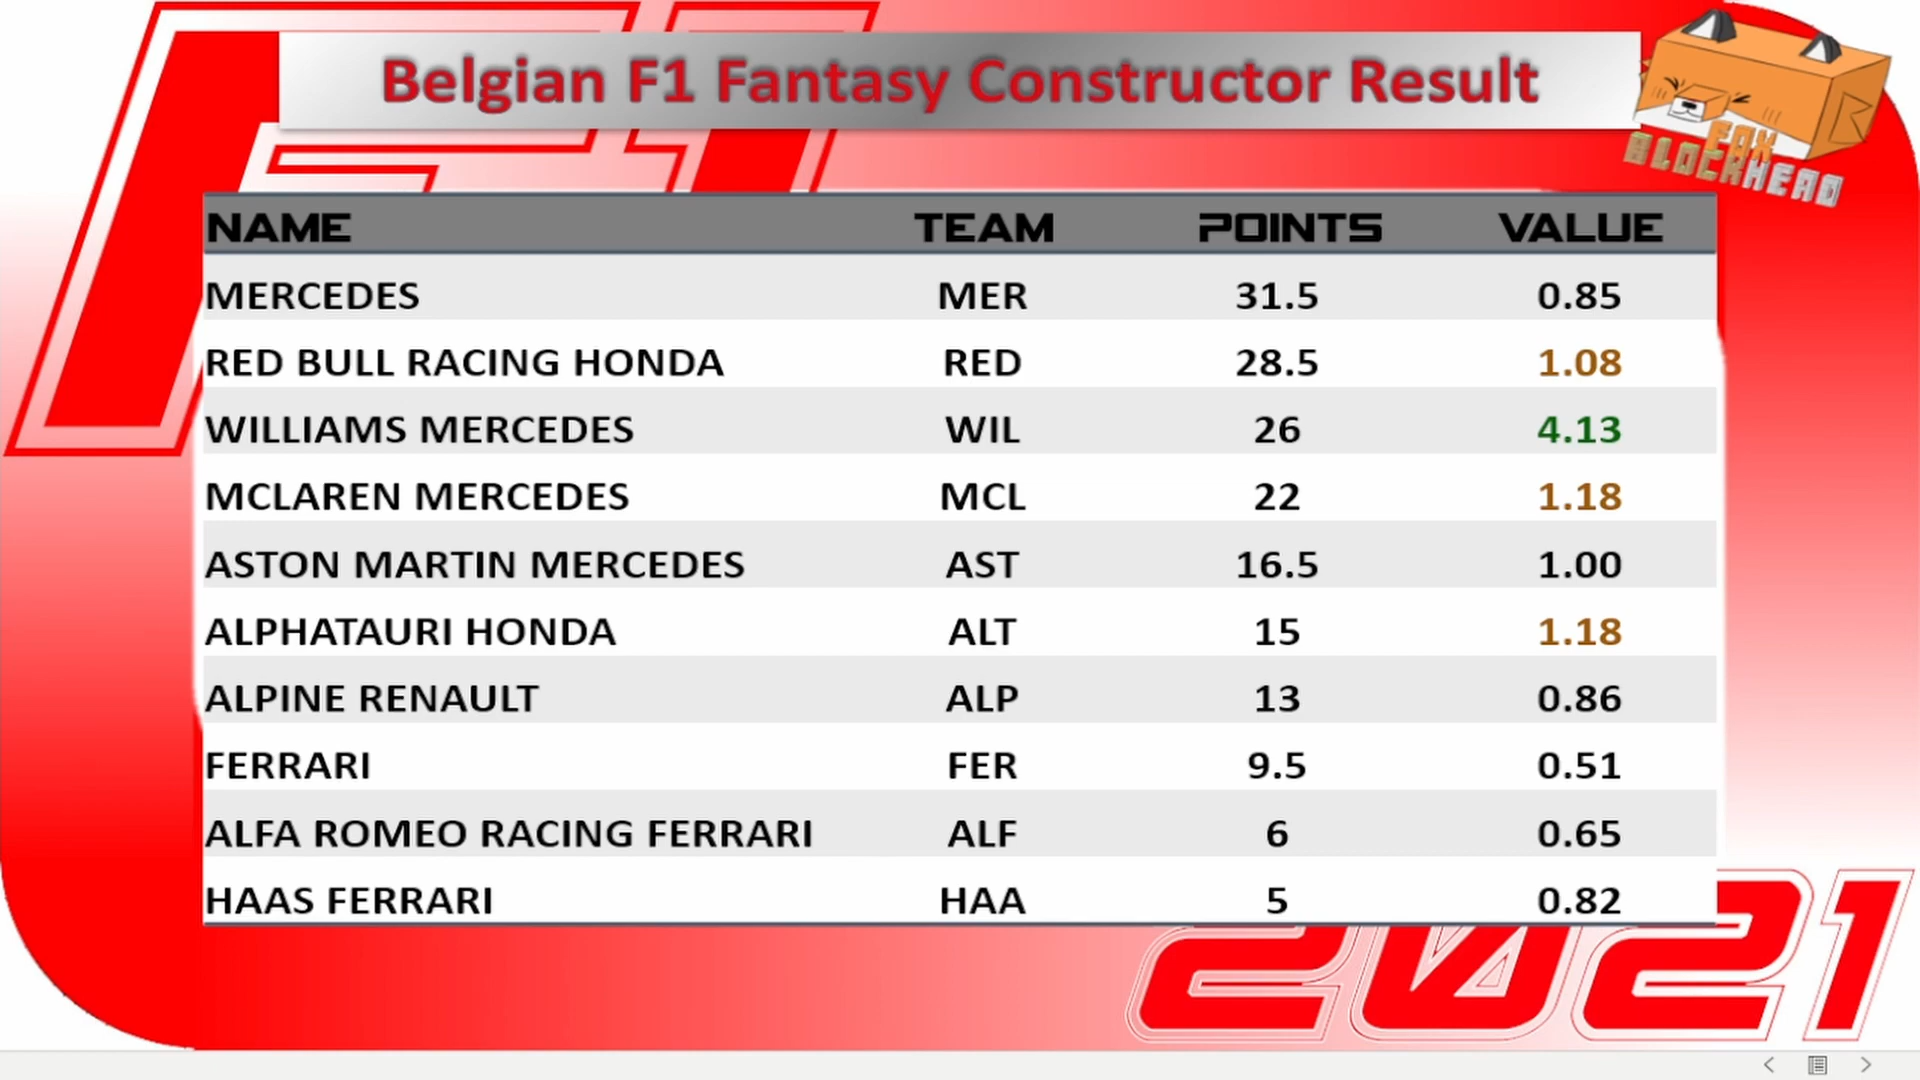 Belgian F1 Fantasy Constructor Result
FOX
BLOCKHEAD
NAME TEAM POINTS VALUE
MERCEDES MER 31.5 0.85
RED BULL RACING HONDA RED 28.5 1.08
WILLIAMS MERCEDES WIL 26 4.13
MCLAREN MERCEDES MCL 22 1.18
ASTON MARTIN MERCEDES AST 16.5 1.00
ALPHATAURI HONDA ALT 15 1.18
ALPINE RENAULT ALP 13 0.86
FERRARI FER 9.5 0.51
ALFA ROMEO RACING FERRARI ALF 6 0.65
HAAS FERRARI HAA 5 0.82
2021